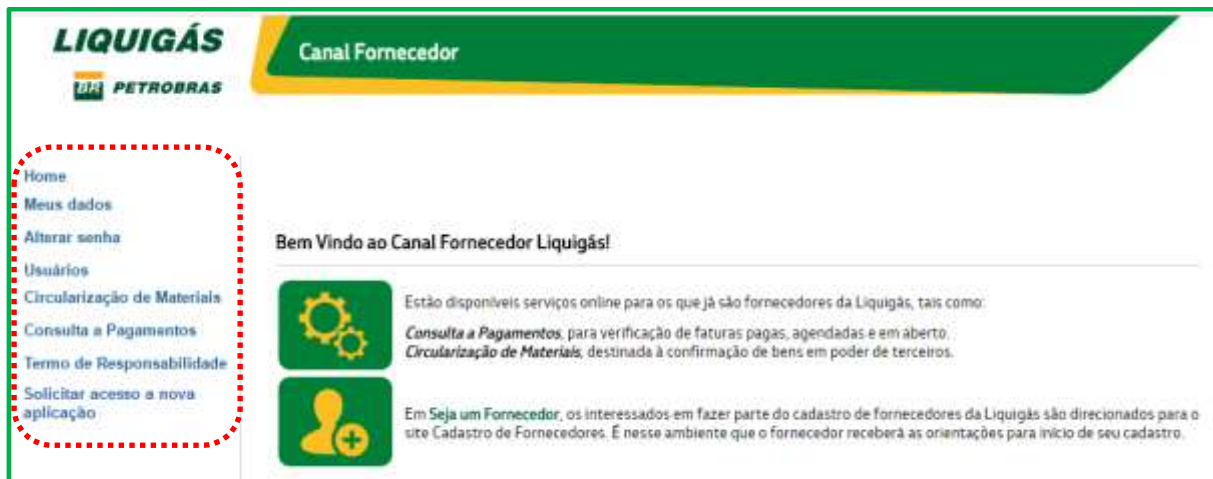 LIQUIGÁS
BR PETROBRAS
Canal Fornecedor
Home
Meus dados
Alterar senha
Usuários
Circularização de Materiais
Consulta a Pagamentos
Termo de Responsabilidade
Solicitar acesso a nova
aplicação
Bem Vindo ao Canal Fornecedor Liquigás!
Estão disponíveis serviços online para os que já são fornecedores da Liquigás, tais como:
Consulta a Pagamentos, para verificação de faturas pagas, agendadas e em aberto.
Circularização de Materiais, destinada à confirmação de bens em poder de terceiros.
Em Seja um Fornecedor, os interessados em fazer parte do cadastro de fornecedores da Liquigás são direcionados para o
site Cadastro de Fornecedores. É nesse ambiente que o fornecedor receberá as orientações para início de seu cadastro.